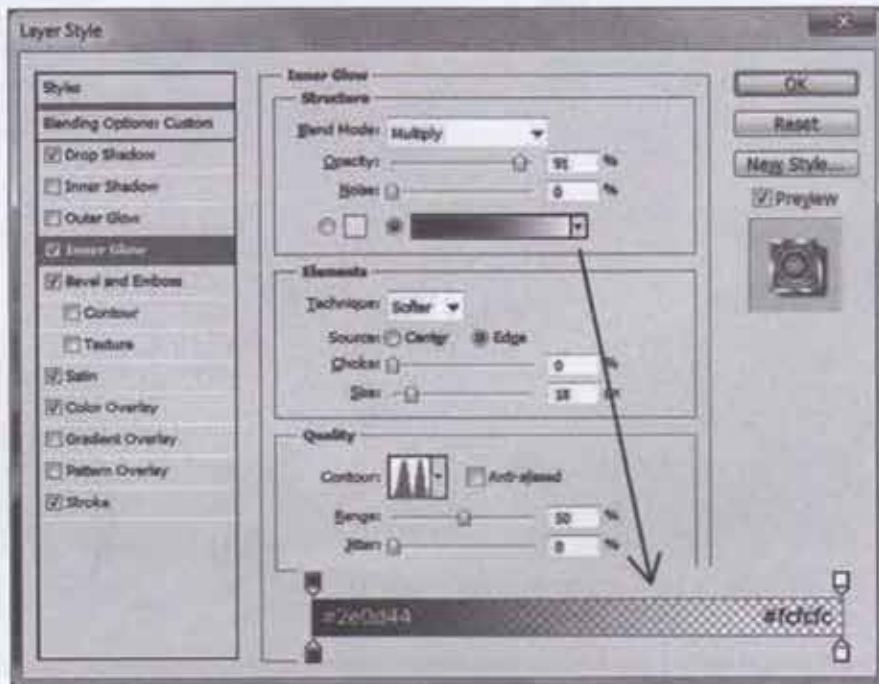 Layer Style
Styles
Blending Options: Custom
Drop Shadow
Inner Shadow
Outer Glow
Inner Glow
Bevel and Emboss
Contour
Texture
Satin
Color Overlay
Gradient Overlay
Pattern Overlay
Stroke
Inner Glow
Structure
Blend Mode: Multiply
Opacity: 91 %
Noise: 0 %
Elements
Technique: Softer
Source: Center Edge
Choke: 0 %
Size: 18 px
Quality
Contour: Anti-aliased
Range: 50 %
Jitter: 0 %
#2e0d44 #fcfcfc
OK
Reset
New Style...
Preview